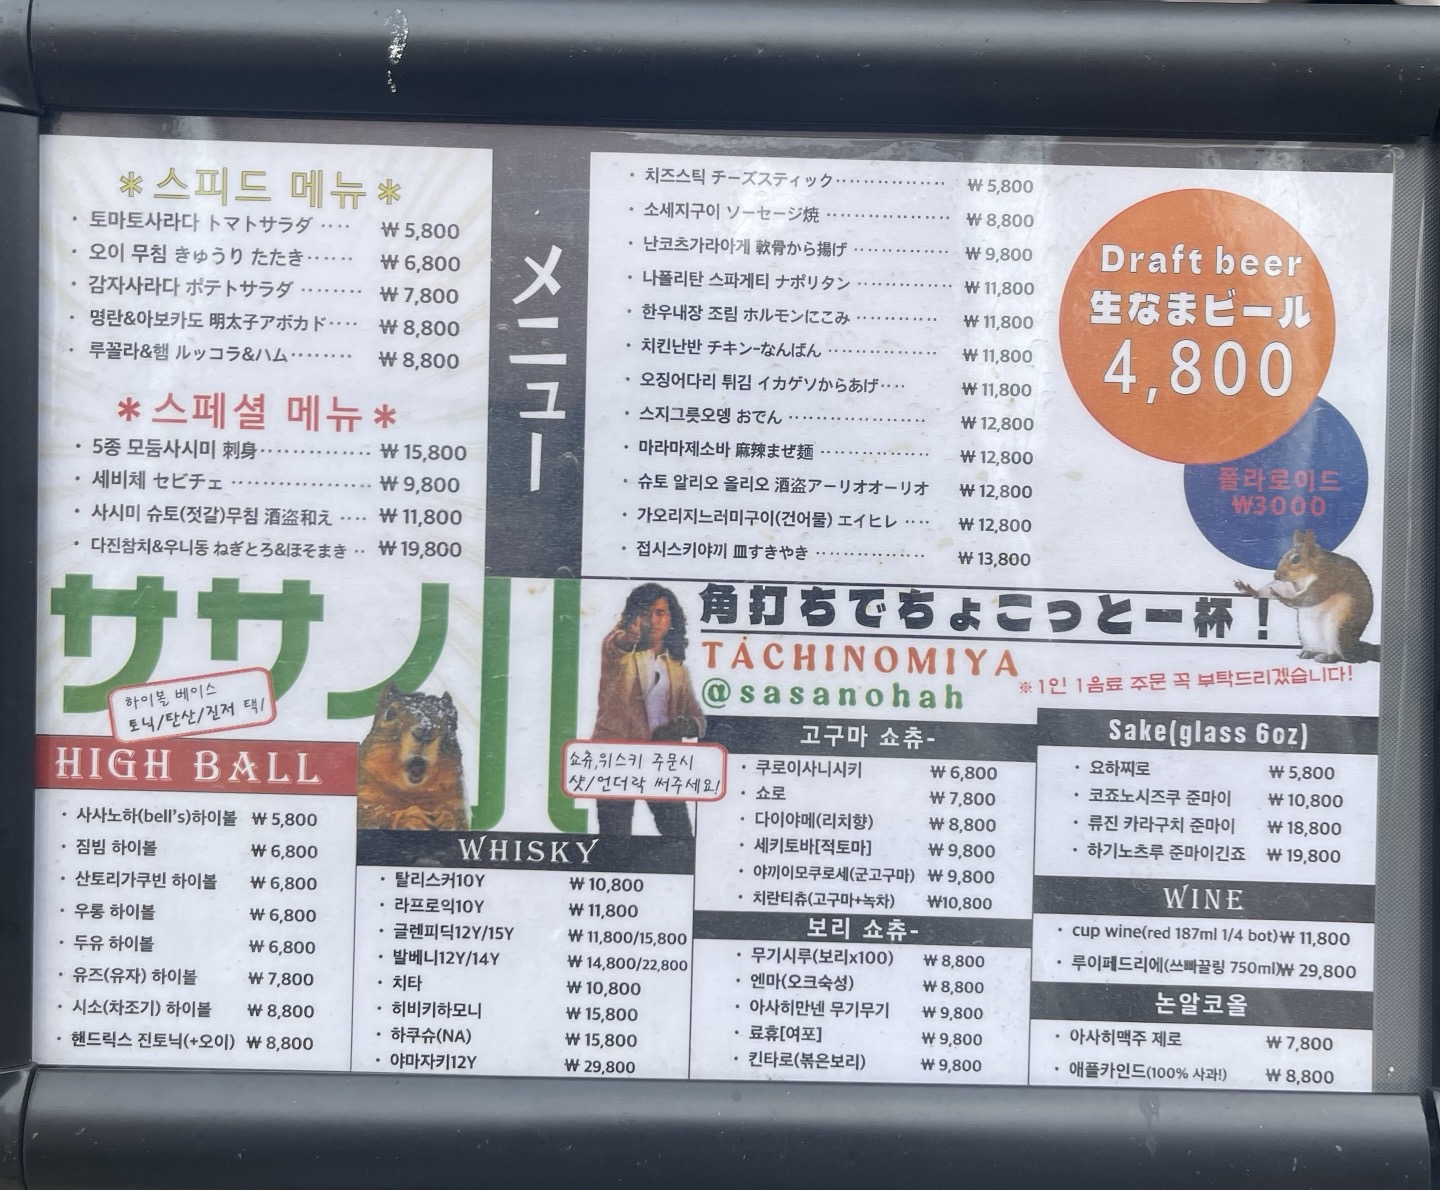 *스피드 메뉴*
· 토마토사라다 トマトサラダ ···· ₩ 5,800
· 오이 무침 きゅうり たたき······ ₩ 6,800
· 감자사라다 ポテトサラダ ········ ₩ 7,800
· 명란&아보카도 明太子アボカド···· ₩ 8,800
· 루꼴라&햄 ルッコラ&ハム········ ₩ 8,800
*스페셜 메뉴*
· 5종 모둠사시미 刺身·············· ₩ 15,800
· 세비체 セビチェ ·················· ₩ 9,800
· 사시미 슈토(젓갈)무침 酒盗和え ···· ₩ 11,800
· 다진참치&우니동 ねぎとろ&ほそまき ·· ₩ 19,800
メニュー
· 치즈스틱 チーズスティック················ ₩ 5,800
· 소세지구이 ソーセージ焼 ·················· ₩ 8,800
· 난코츠가라아게 軟骨から揚げ ·············· ₩ 9,800
· 나폴리탄 스파게티 ナポリタン ·············· ₩ 11,800
· 한우내장 조림 ホルモンにこみ ············ ₩ 11,800
· 치킨난반 チキン-なんばん ················ ₩ 11,800
· 오징어다리 튀김 イカゲソからあげ···· ₩ 11,800
· 스지그릇오뎅 おでん ···················· ₩ 12,800
· 마라마제소바 麻辣まぜ麺 ················ ₩ 12,800
· 슈토 알리오 올리오 酒盗アーリオオーリオ ₩ 12,800
· 가오리지느러미구이(건어물) エイヒレ ···· ₩ 12,800
· 접시스키야끼 皿すきやき ················ ₩ 13,800
Draft beer
生なまビール
4,800
폴라로이드
₩3000
ササノハ
角打ちでちょこっと一杯!
TACHINOMIYA
@sasanohah
※1인 1음료 주문 꼭 부탁드리겠습니다!
하이볼 베이스
토닉/탄산/진저 택1
HIGH BALL
· 사사노하(bell's)하이볼 ₩ 5,800
· 짐빔 하이볼 ₩ 6,800
· 산토리가쿠빈 하이볼 ₩ 6,800
· 우롱 하이볼 ₩ 6,800
· 두유 하이볼 ₩ 6,800
· 유즈(유자) 하이볼 ₩ 7,800
· 시소(차조기) 하이볼 ₩ 8,800
· 헨드릭스 진토닉(+오이) ₩ 8,800
쇼츄,위스키 주문시
샷/언더락 써주세요!
WHISKY
· 탈리스커10Y ₩ 10,800
· 라프로익10Y ₩ 11,800
· 글렌피딕12Y/15Y ₩ 11,800/15,800
· 발베니12Y/14Y ₩ 14,800/22,800
· 치타 ₩ 10,800
· 히비키하모니 ₩ 15,800
· 하쿠슈(NA) ₩ 15,800
· 야마자키12Y ₩ 29,800
고구마 쇼츄-
· 쿠로이사니시키 ₩ 6,800
· 쇼로 ₩ 7,800
· 다이야메(리치향) ₩ 8,800
· 세키토바[적토마] ₩ 9,800
· 야끼이모쿠로세(군고구마) ₩ 9,800
· 치란티츄(고구마+녹차) ₩10,800
보리 쇼츄-
· 무기시루(보리x100) ₩ 8,800
· 엔마(오크숙성) ₩ 8,800
· 아사히만넨 무기무기 ₩ 9,800
· 료휴[여포] ₩ 9,800
· 킨타로(볶은보리) ₩ 9,800
Sake(glass 6oz)
· 요하찌로 ₩ 5,800
· 코죠노시즈쿠 준마이 ₩ 10,800
· 류진 카라구치 준마이 ₩ 18,800
· 하기노츠루 준마이긴죠 ₩ 19,800
WINE
· cup wine(red 187ml 1/4 bot)₩ 11,800
· 루이페드리에(쓰빠끌링 750ml)₩ 29,800
논알코올
· 아사히맥주 제로 ₩ 7,800
· 애플카인드(100% 사과!) ₩ 8,800